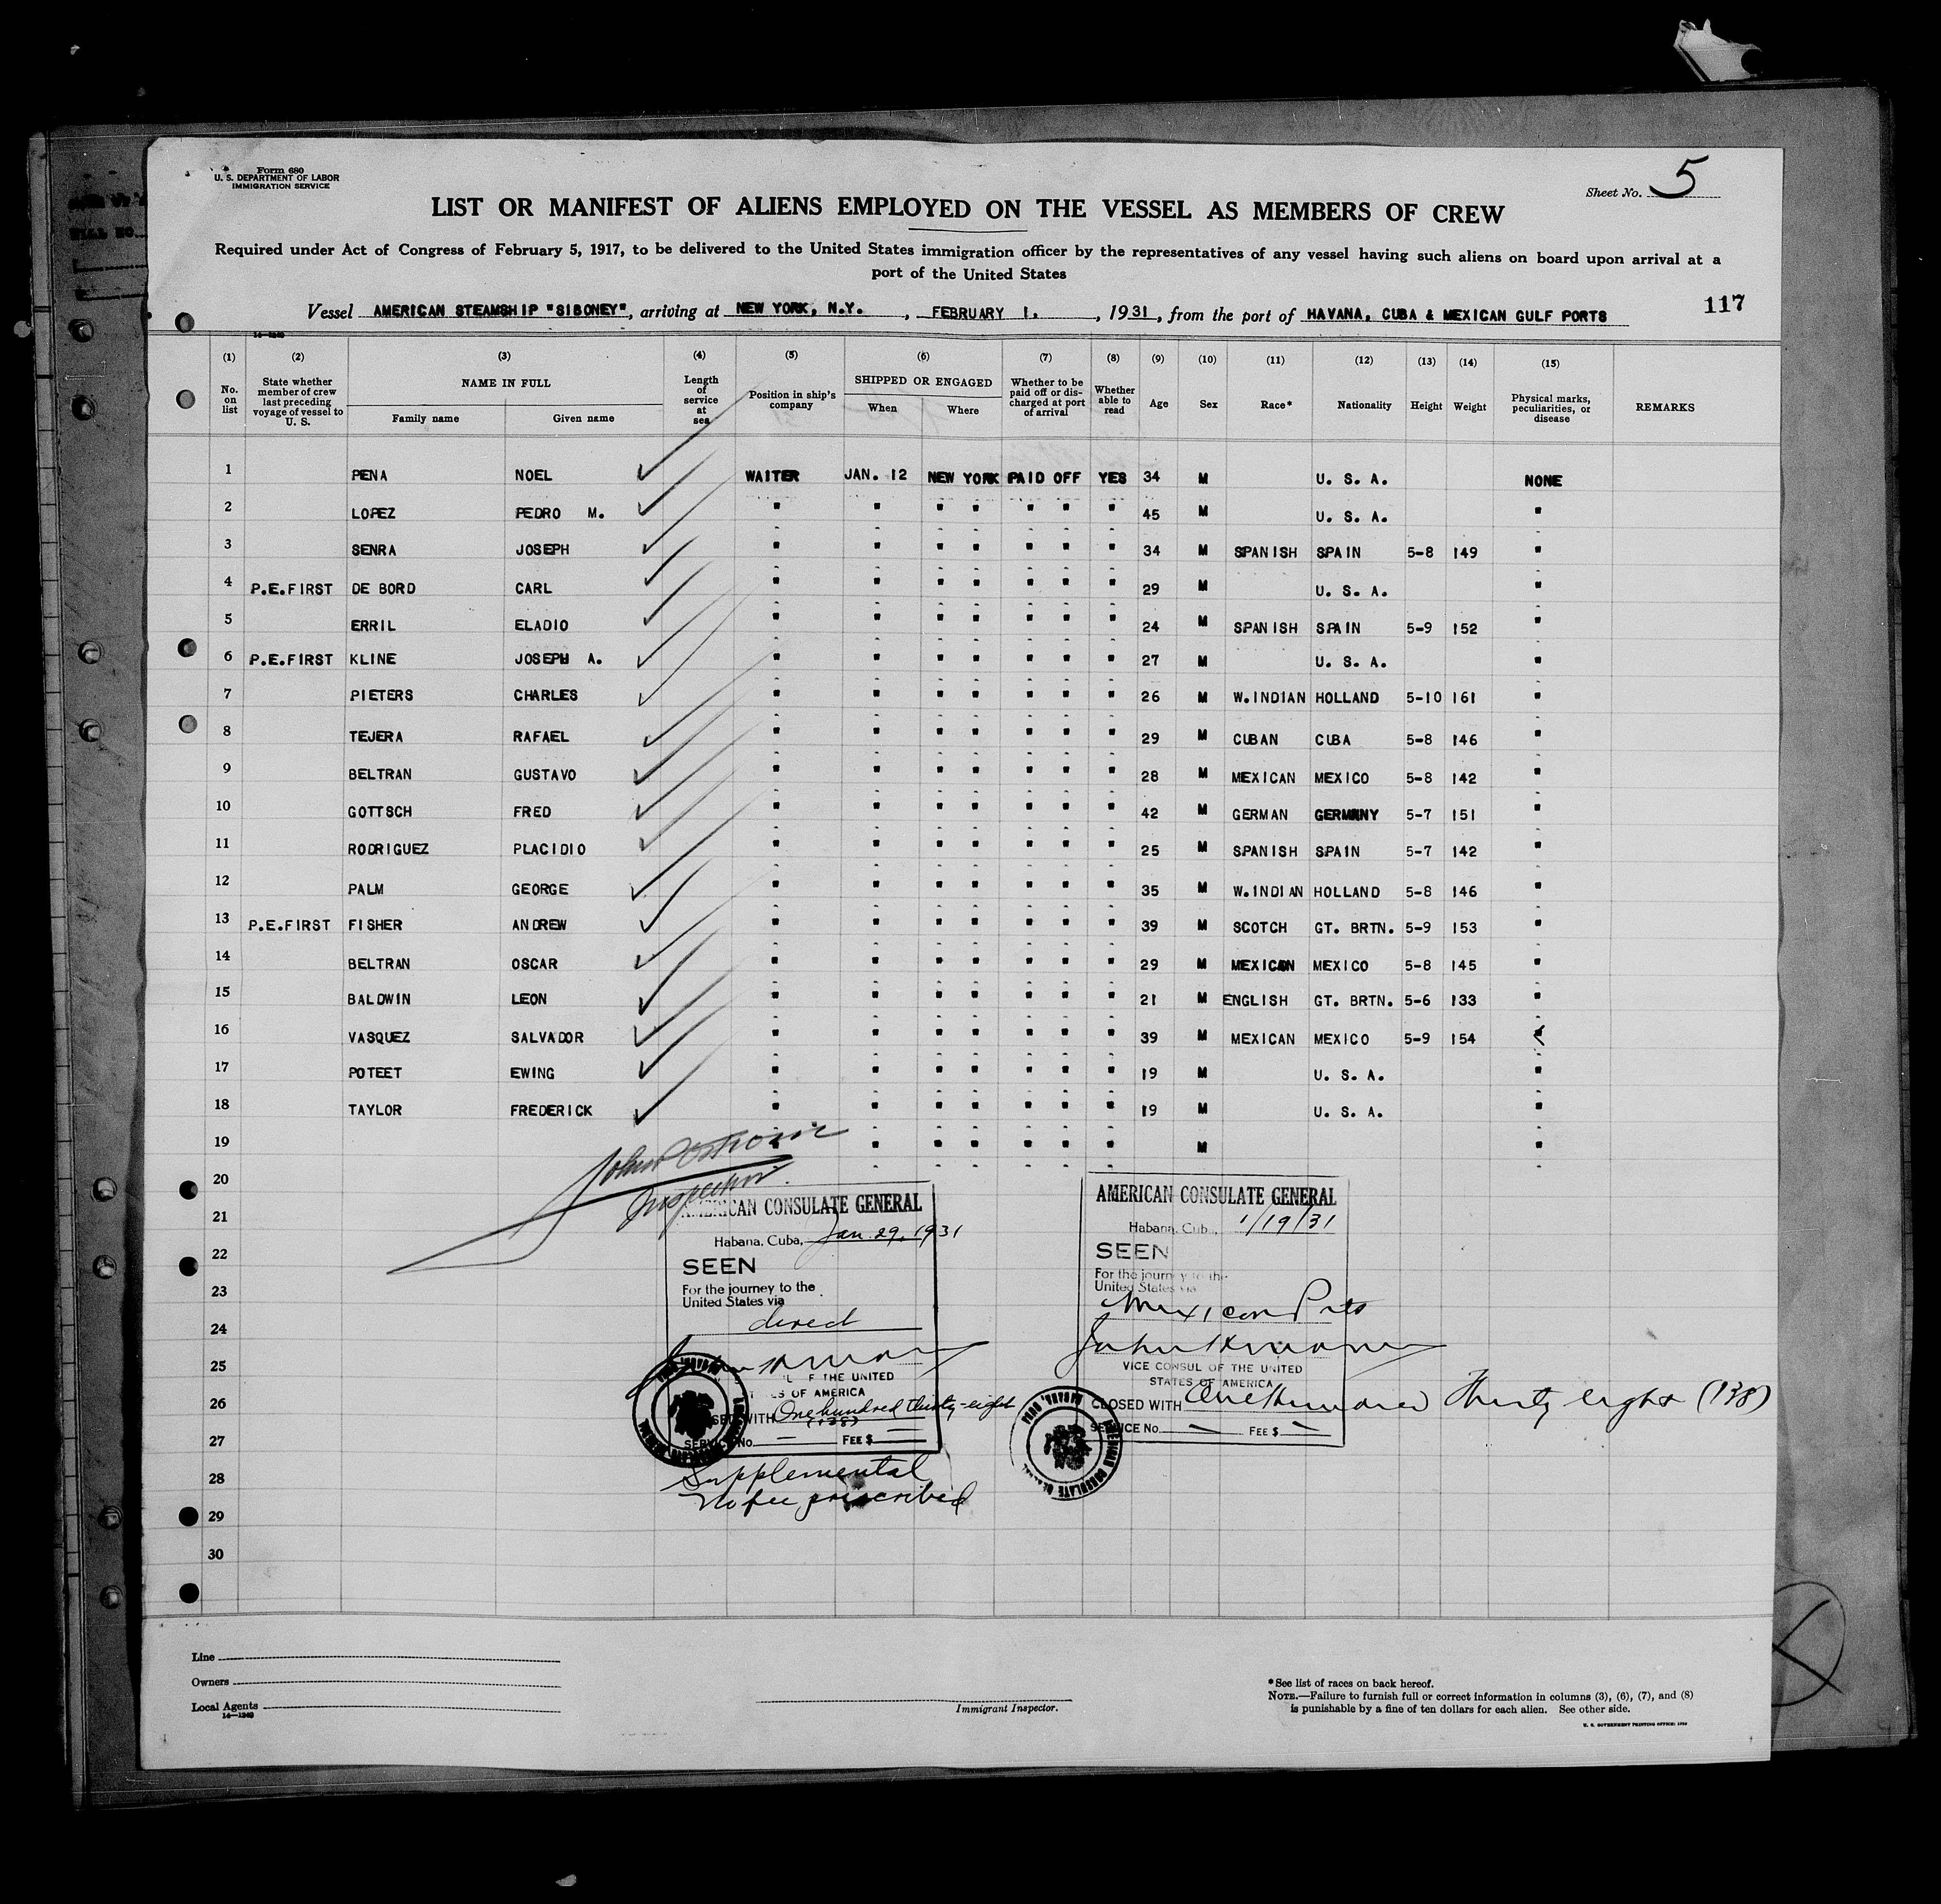 Form 680
U. S. DEPARTMENT OF LABOR
IMMIGRATION SERVICE
Sheet No. 5
LIST OR MANIFEST OF ALIENS EMPLOYED ON THE VESSEL AS MEMBERS OF CREW
Required under Act of Congress of February 5, 1917, to be delivered to the United States immigration officer by the representatives of any vessel having such aliens on board upon arrival at a
port of the United States
Vessel AMERICAN STEAMSHIP "SIBONEY", arriving at NEW YORK, N.Y. , FEBRUARY 1. , 1931, from the port of HAVANA, CUBA & MEXICAN GULF PORTS
117
(1) (2) (3) (4) (5) (6) (7) (8) (9) (10) (11) (12) (13) (14) (15)
No. on list
State whether member of crew last preceding voyage of vessel to U. S.
NAME IN FULL
Family name Given name
Length of service at sea
Position in ship's company
SHIPPED OR ENGAGED
When Where
Whether to be paid off or discharged at port of arrival
Whether able to read
Age Sex Race* Nationality Height Weight
Physical marks, peculiarities, or disease
REMARKS
1 PENA NOEL WAITER JAN. 12 NEW YORK PAID OFF YES 34 M U. S. A. NONE
2 LOPEZ PEDRO M. " " " " " " " 45 M U. S. A. "
3 SENRA JOSEPH " " " " " " " 34 M SPANISH SPAIN 5-8 149 "
4 P.E.FIRST DE BORD CARL " " " " " " " 29 M U. S. A. "
5 ERRIL ELADIO " " " " " " " 24 M SPANISH SPAIN 5-9 152 "
6 P.E.FIRST KLINE JOSEPH A. " " " " " " " 27 M U. S. A. "
7 PIETERS CHARLES " " " " " " " 26 M W.INDIAN HOLLAND 5-10 161 "
8 TEJERA RAFAEL " " " " " " " 29 M CUBAN CUBA 5-8 146 "
9 BELTRAN GUSTAVO " " " " " " " 28 M MEXICAN MEXICO 5-8 142 "
10 GOTTSCH FRED " " " " " " " 42 M GERMAN GERMANY 5-7 151 "
11 RODRIGUEZ PLACIDIO " " " " " " " 25 M SPANISH SPAIN 5-7 142 "
12 PALM GEORGE " " " " " " " 35 M W.INDIAN HOLLAND 5-8 146 "
13 P.E.FIRST FISHER ANDREW " " " " " " " 39 M SCOTCH GT. BRTN. 5-9 153 "
14 BELTRAN OSCAR " " " " " " " 29 M MEXICAN MEXICO 5-8 145 "
15 BALDWIN LEON " " " " " " " 21 M ENGLISH GT. BRTN. 5-6 133 "
16 VASQUEZ SALVADOR " " " " " " " 39 M MEXICAN MEXICO 5-9 154 "
17 POTEET EWING " " " " " " " 19 M U. S. A. "
18 TAYLOR FREDERICK " " " " " " " 19 M U. S. A. "
19 " " " " " " " M "
20
21
22
23
24
25
26
27
28
29
30
John
Inspector.
AMERICAN CONSULATE GENERAL
Habana, Cuba, Jan. 29, 1931
SEEN
For the journey to the
United States via
direct
OF THE UNITED
OF AMERICA
WITH One hundred thirty-eight
(138)
SERVICE No. — FEE $ —
Supplemental
No fee prescribed
AMERICAN CONSULATE GENERAL
Habana, Cub., 1/19/31
SEEN
For the journey to the
United States via
Mexican Pts
John
VICE CONSUL OF THE UNITED
STATES OF AMERICA
CLOSED WITH One Hundred Thirty eight (138)
SERVICE No. — FEE $ —
Line
Owners
Local Agents
14—1240
Immigrant Inspector.
*See list of races on back hereof.
NOTE.—Failure to furnish full or correct information in columns (3), (6), (7), and (8)
is punishable by a fine of ten dollars for each alien. See other side.
U. S. GOVERNMENT PRINTING OFFICE: 1930